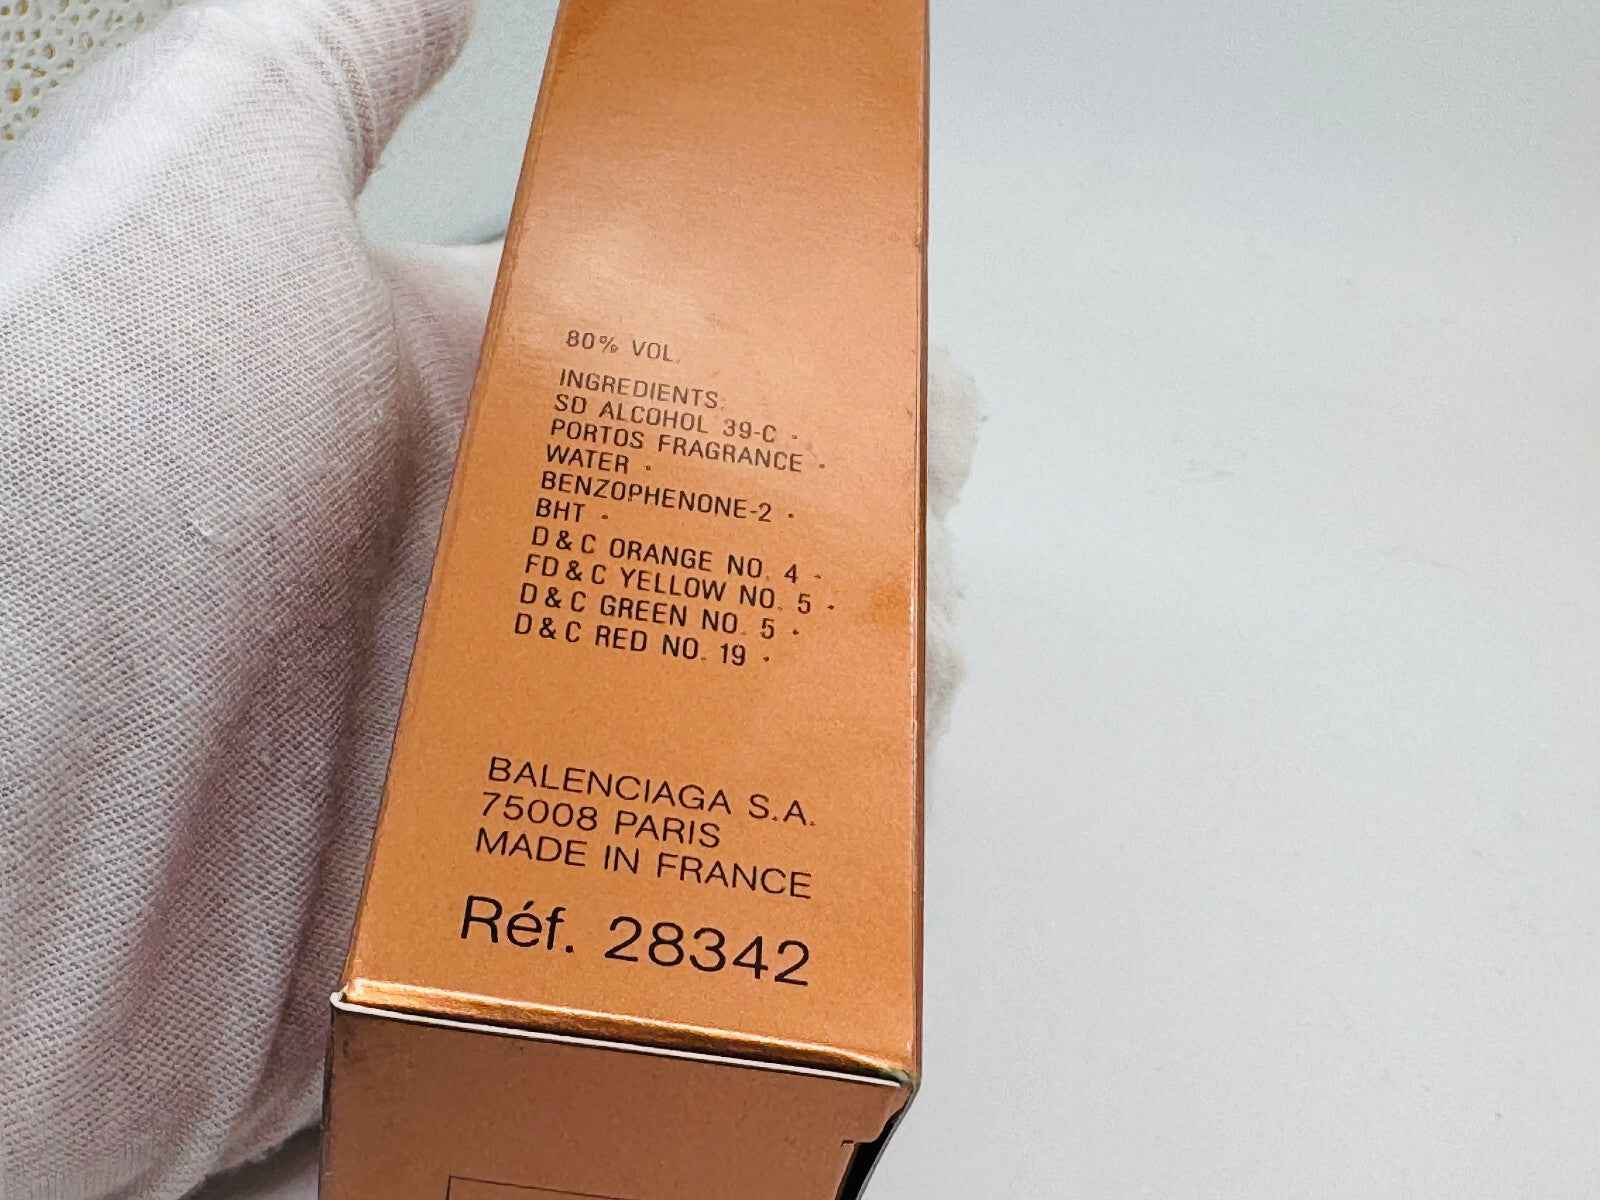 80% VOL.
INGREDIENTS:
SD ALCOHOL 39-C ·
PORTOS FRAGRANCE ·
WATER ·
BENZOPHENONE-2 ·
BHT ·
D & C ORANGE NO. 4 ·
FD & C YELLOW NO. 5 ·
D & C GREEN NO. 5 ·
D & C RED NO. 19 ·
BALENCIAGA S.A.
75008 PARIS
MADE IN FRANCE
Réf. 28342